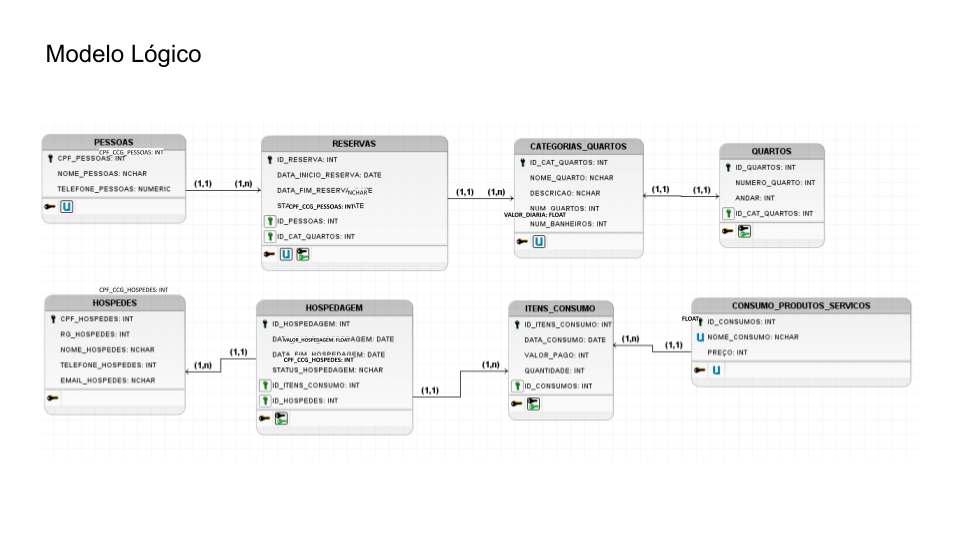 Modelo Lógico
PESSOAS
CPF_CCG_PESSOAS: INT
CPF_PESSOAS: INT
NOME_PESSOAS: NCHAR
TELEFONE_PESSOAS: NUMERIC
U
(1,1)
(1,n)
RESERVAS
ID_RESERVA: INT
DATA_INICIO_RESERVA: DATE
DATA_FIM_RESERVA
NCHAR
CPF_CCG_PESSOAS: INT
ID_PESSOAS: INT
ID_CAT_QUARTOS: INT
U
(1,1)
(1,n)
CATEGORIAS_QUARTOS
ID_CAT_QUARTOS: INT
NOME_QUARTO: NCHAR
DESCRICAO: NCHAR
NUM_QUARTOS: INT
VALOR_DIARIA: FLOAT
NUM_BANHEIROS: INT
U
(1,1)
(1,1)
QUARTOS
ID_QUARTOS: INT
NUMERO_QUARTO: INT
ANDAR: INT
ID_CAT_QUARTOS: INT
CPF_CCG_HOSPEDES: INT
HOSPEDES
CPF_HOSPEDES: INT
RG_HOSPEDES: INT
NOME_HOSPEDES: NCHAR
TELEFONE_HOSPEDES: INT
EMAIL_HOSPEDES: NCHAR
(1,n)
(1,1)
HOSPEDAGEM
ID_HOSPEDAGEM: INT
VALOR_HOSPEDAGEM: FLOAT
DATA_FIM_HOSPEDAGEM: DATE
CPF_CCG_HOSPEDES: INT
STATUS_HOSPEDAGEM: NCHAR
ID_ITENS_CONSUMO: INT
ID_HOSPEDES: INT
(1,1)
(1,n)
ITENS_CONSUMO
ID_ITENS_CONSUMO: INT
DATA_CONSUMO: DATE
VALOR_PAGO: INT
QUANTIDADE: INT
ID_CONSUMOS: INT
(1,n)
(1,1)
CONSUMO_PRODUTOS_SERVICOS
FLOAT
ID_CONSUMOS: INT
U NOME_CONSUMO: NCHAR
PREÇO: INT
U